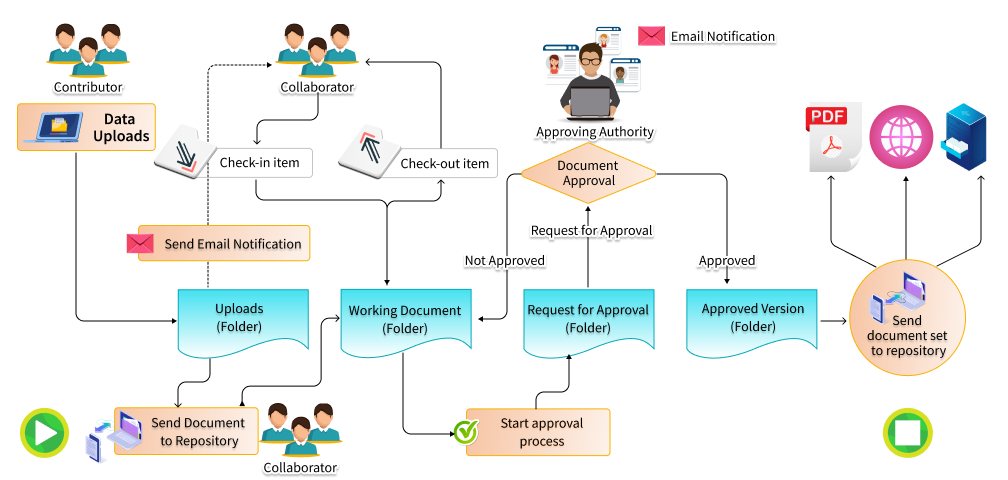 Email Notification
Contributor
Collaborator
Approving Authority
Data
Uploads
PDF
Check-in item
Check-out item
Document
Approval
Request for Approval
Send Email Notification
Not Approved
Approved
Uploads
(Folder)
Working Document
(Folder)
Request for Approval
(Folder)
Approved Version
(Folder)
Send
document set
to repository
Send Document
to Repository
Collaborator
Start approval
process